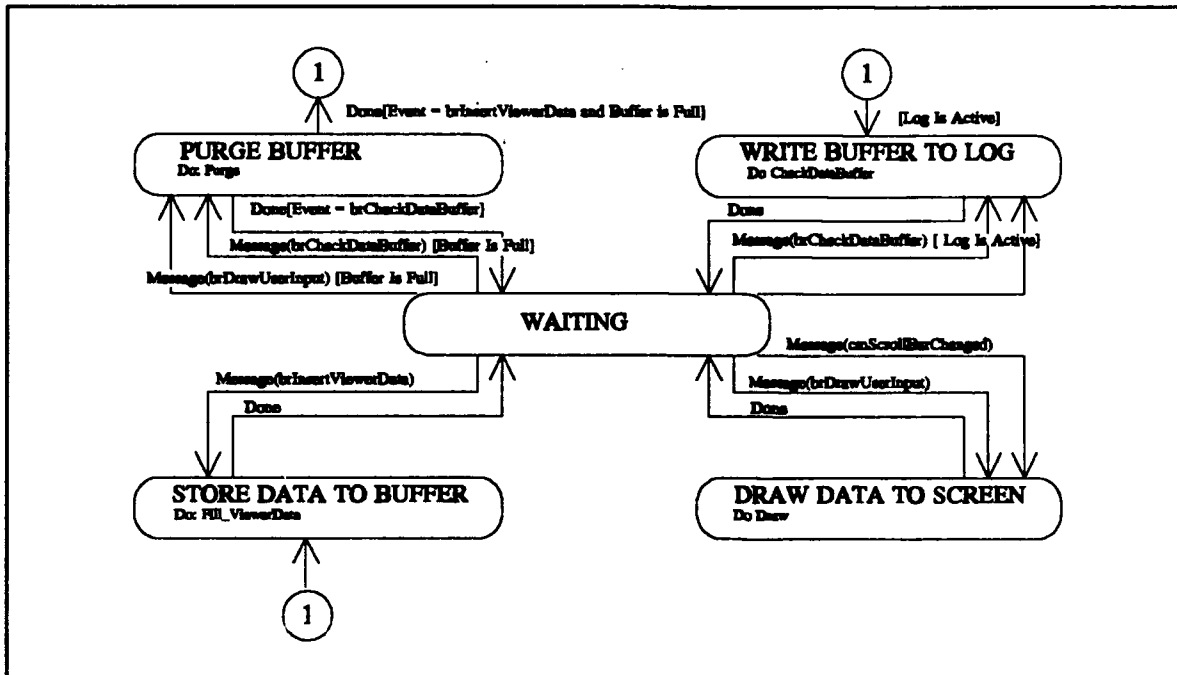 1
1
Done[Event = brInsertViewerData and Buffer is Full}
[Log Is Active]
PURGE BUFFER
Do: Purge
WRITE BUFFER TO LOG
Do CheckDataBuffer
Done[Event = brCheckDataBuffer}
Done
Message(brCheckDataBuffer) [Buffer Is Full]
Message(brCheckDataBuffer) [ Log Is Active}
Message(brDrawUserInput) [Buffer Is Full]
WAITING
Message(cmScrollBarChanged)
Message(brInsertViewerData)
Message(brDrawUserInput)
Done
Done
STORE DATA TO BUFFER
Do: Fill_ViewerData
DRAW DATA TO SCREEN
Do Draw
1